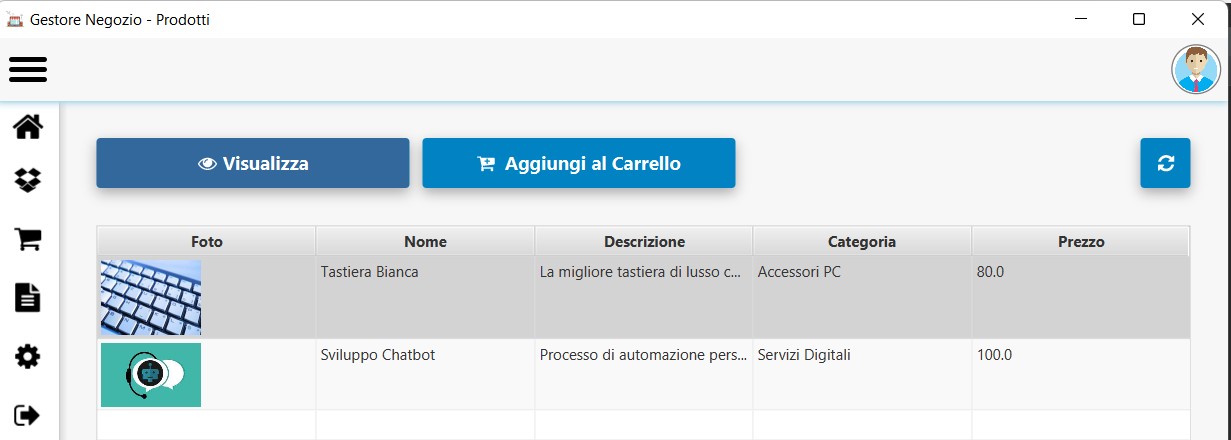 Gestore Negozio - Prodotti
Visualizza
Aggiungi al Carrello
Foto Nome Descrizione Categoria Prezzo
Tastiera Bianca La migliore tastiera di lusso c... Accessori PC 80.0
Sviluppo Chatbot Processo di automazione pers... Servizi Digitali 100.0